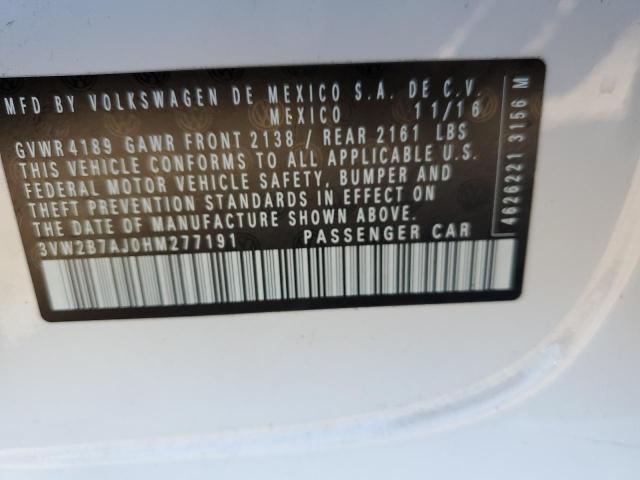 MFD BY VOLKSWAGEN DE MEXICO S.A. DE C.V.
MEXICO 11/16
GVWR 4189 GAWR FRONT 2138 / REAR 2161 LBS
THIS VEHICLE CONFORMS TO ALL APPLICABLE U.S.
FEDERAL MOTOR VEHICLE SAFETY, BUMPER AND
THEFT PREVENTION STANDARDS IN EFFECT ON
THE DATE OF MANUFACTURE SHOWN ABOVE.
3VW2B7AJ0HM277191 PASSENGER CAR
4626221 3156 M